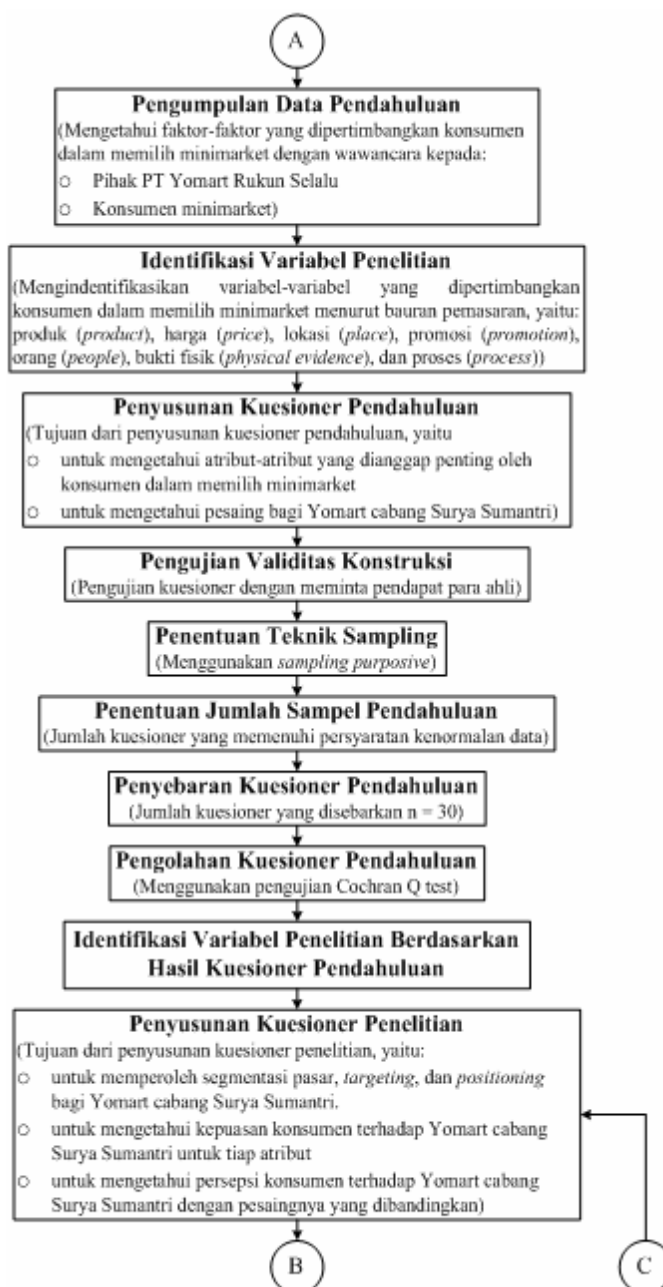 A
Pengumpulan Data Pendahuluan
(Mengetahui faktor-faktor yang dipertimbangkan konsumen
dalam memilih minimarket dengan wawancara kepada:
○ Pihak PT Yomart Rukun Selalu
○ Konsumen minimarket)
Identifikasi Variabel Penelitian
(Mengindentifikasikan variabel-variabel yang dipertimbangkan
konsumen dalam memilih minimarket menurut bauran pemasaran, yaitu:
produk (product), harga (price), lokasi (place), promosi (promotion),
orang (people), bukti fisik (physical evidence), dan proses (process))
Penyusunan Kuesioner Pendahuluan
(Tujuan dari penyusunan kuesioner pendahuluan, yaitu
○ untuk mengetahui atribut-atribut yang dianggap penting oleh
konsumen dalam memilih minimarket
○ untuk mengetahui pesaing bagi Yomart cabang Surya Sumantri)
Pengujian Validitas Konstruksi
(Pengujian kuesioner dengan meminta pendapat para ahli)
Penentuan Teknik Sampling
(Menggunakan sampling purposive)
Penentuan Jumlah Sampel Pendahuluan
(Jumlah kuesioner yang memenuhi persyaratan kenormalan data)
Penyebaran Kuesioner Pendahuluan
(Jumlah kuesioner yang disebarkan n = 30)
Pengolahan Kuesioner Pendahuluan
(Menggunakan pengujian Cochran Q test)
Identifikasi Variabel Penelitian Berdasarkan
Hasil Kuesioner Pendahuluan
Penyusunan Kuesioner Penelitian
(Tujuan dari penyusunan kuesioner penelitian, yaitu:
○ untuk memperoleh segmentasi pasar, targeting, dan positioning
bagi Yomart cabang Surya Sumantri.
○ untuk mengetahui kepuasan konsumen terhadap Yomart cabang
Surya Sumantri untuk tiap atribut
○ untuk mengetahui persepsi konsumen terhadap Yomart cabang
Surya Sumantri dengan pesaingnya yang dibandingkan)
B
C